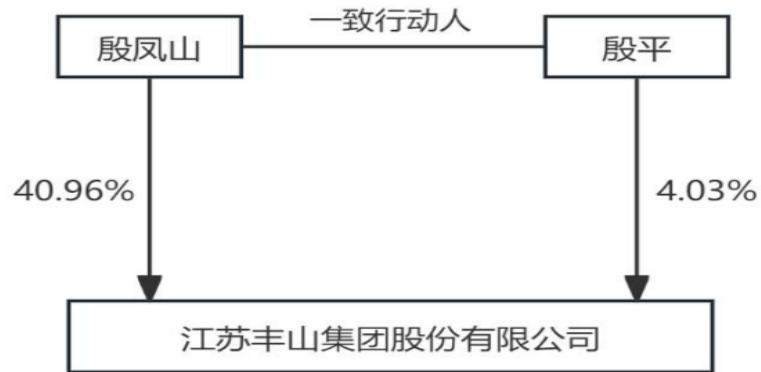 一致行动人
殷凤山
殷平
40.96%
4.03%
江苏丰山集团股份有限公司